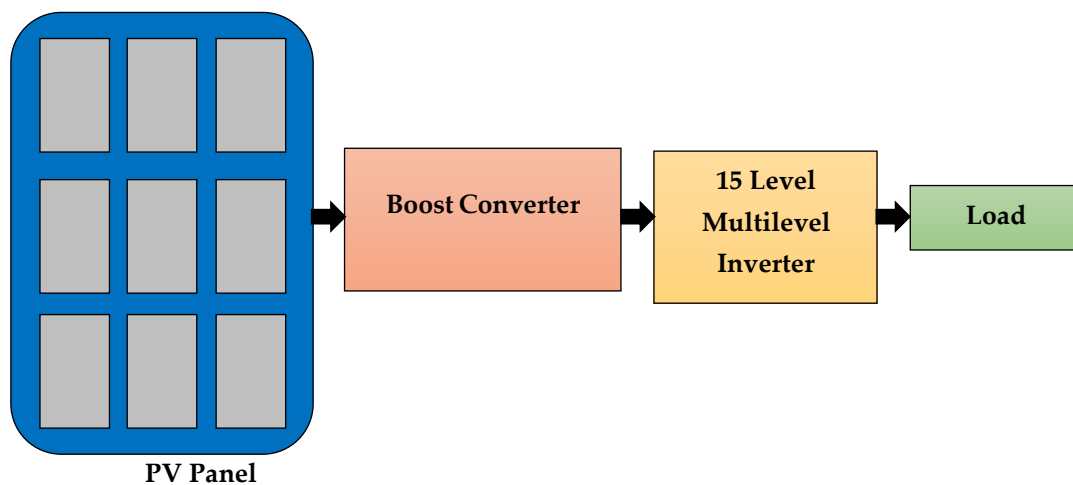 Boost Converter
15 Level
Multilevel
Inverter
Load
PV Panel